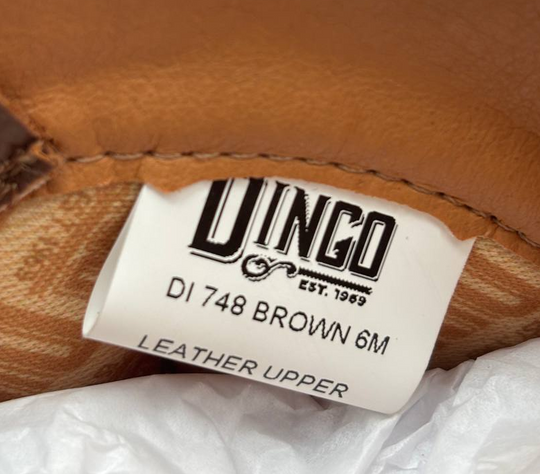 DINGO
EST. 1969
DI 748 BROWN 6M
LEATHER UPPER